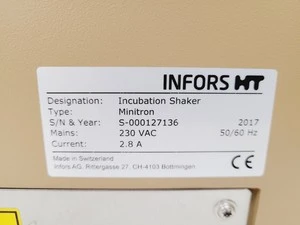 INFORS HT
Designation: Incubation Shaker
Type: Minitron
S/N & Year: S-000127136 2017
Mains: 230 VAC 50/60 Hz
Current: 2.8 A
Made in Switzerland
Infors AG, Rittergasse 27, CH-4103 Bottmingen CE